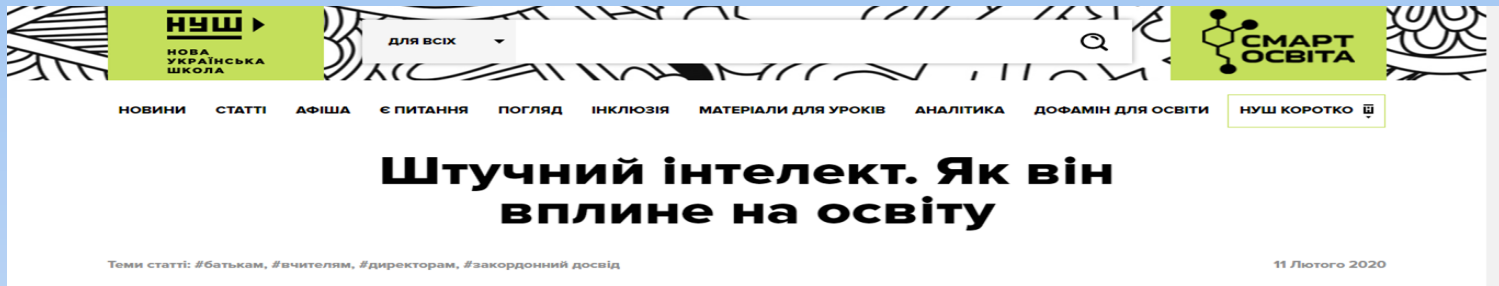 НУШ
НОВА
УКРАЇНСЬКА
ШКОЛА
ДЛЯ ВСІХ
СМАРТ
ОСВІТА
НОВИНИ СТАТТІ АФІША Є ПИТАННЯ ПОГЛЯД ІНКЛЮЗІЯ МАТЕРІАЛИ ДЛЯ УРОКІВ АНАЛІТИКА ДОФАМІН ДЛЯ ОСВІТИ НУШ КОРОТКО
Штучний інтелект. Як він
вплине на освіту
Теми статті: #батькам, #вчителям, #директорам, #закордонний досвід 11 Лютого 2020